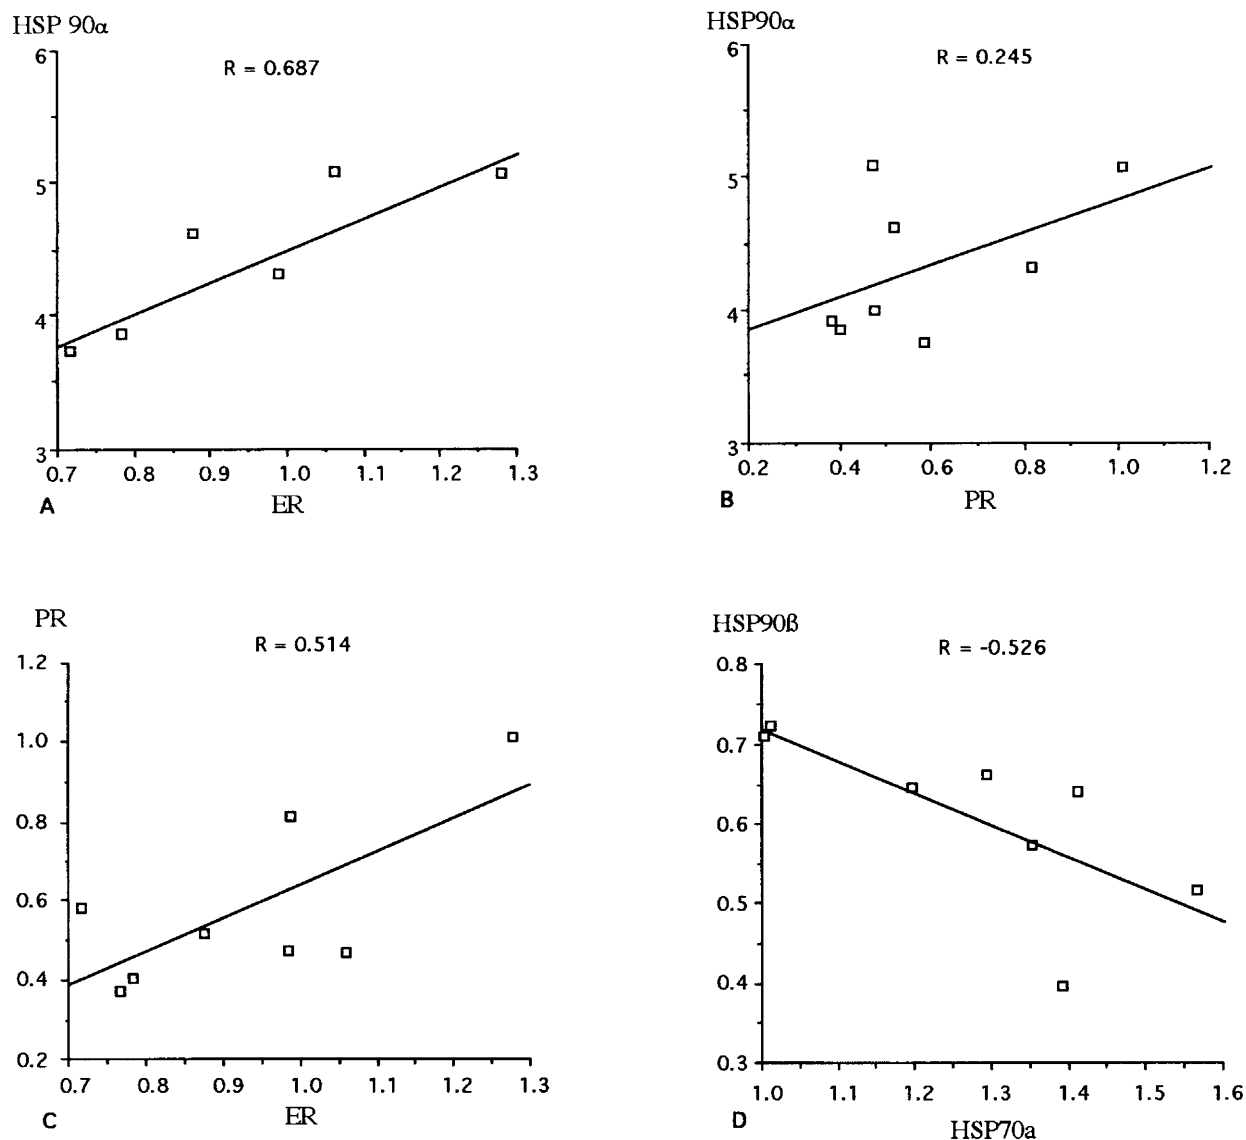 HSP 90α
R = 0.687
6
5
4
3
0.7 0.8 0.9 1.0 1.1 1.2 1.3
A
ER
HSP90α
R = 0.245
6
5
4
3
0.2 0.4 0.6 0.8 1.0 1.2
B
PR
PR
R = 0.514
1.2
1.0
0.8
0.6
0.4
0.2
0.7 0.8 0.9 1.0 1.1 1.2 1.3
C
ER
HSP90ß
R = -0.526
0.8
0.7
0.6
0.5
0.4
0.3
1.0 1.1 1.2 1.3 1.4 1.5 1.6
D
HSP70a